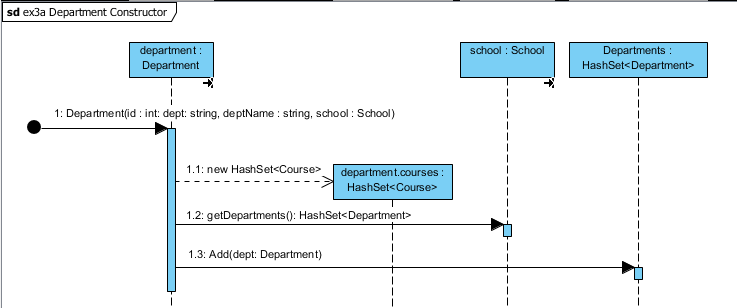 sd ex3a Department Constructor
department :
Department
school : School
Departments :
HashSet<Department>
1: Department(id : int: dept: string, deptName : string, school : School)
1.1: new HashSet<Course>
department.courses :
HashSet<Course>
1.2: getDepartments(): HashSet<Department>
1.3: Add(dept: Department)